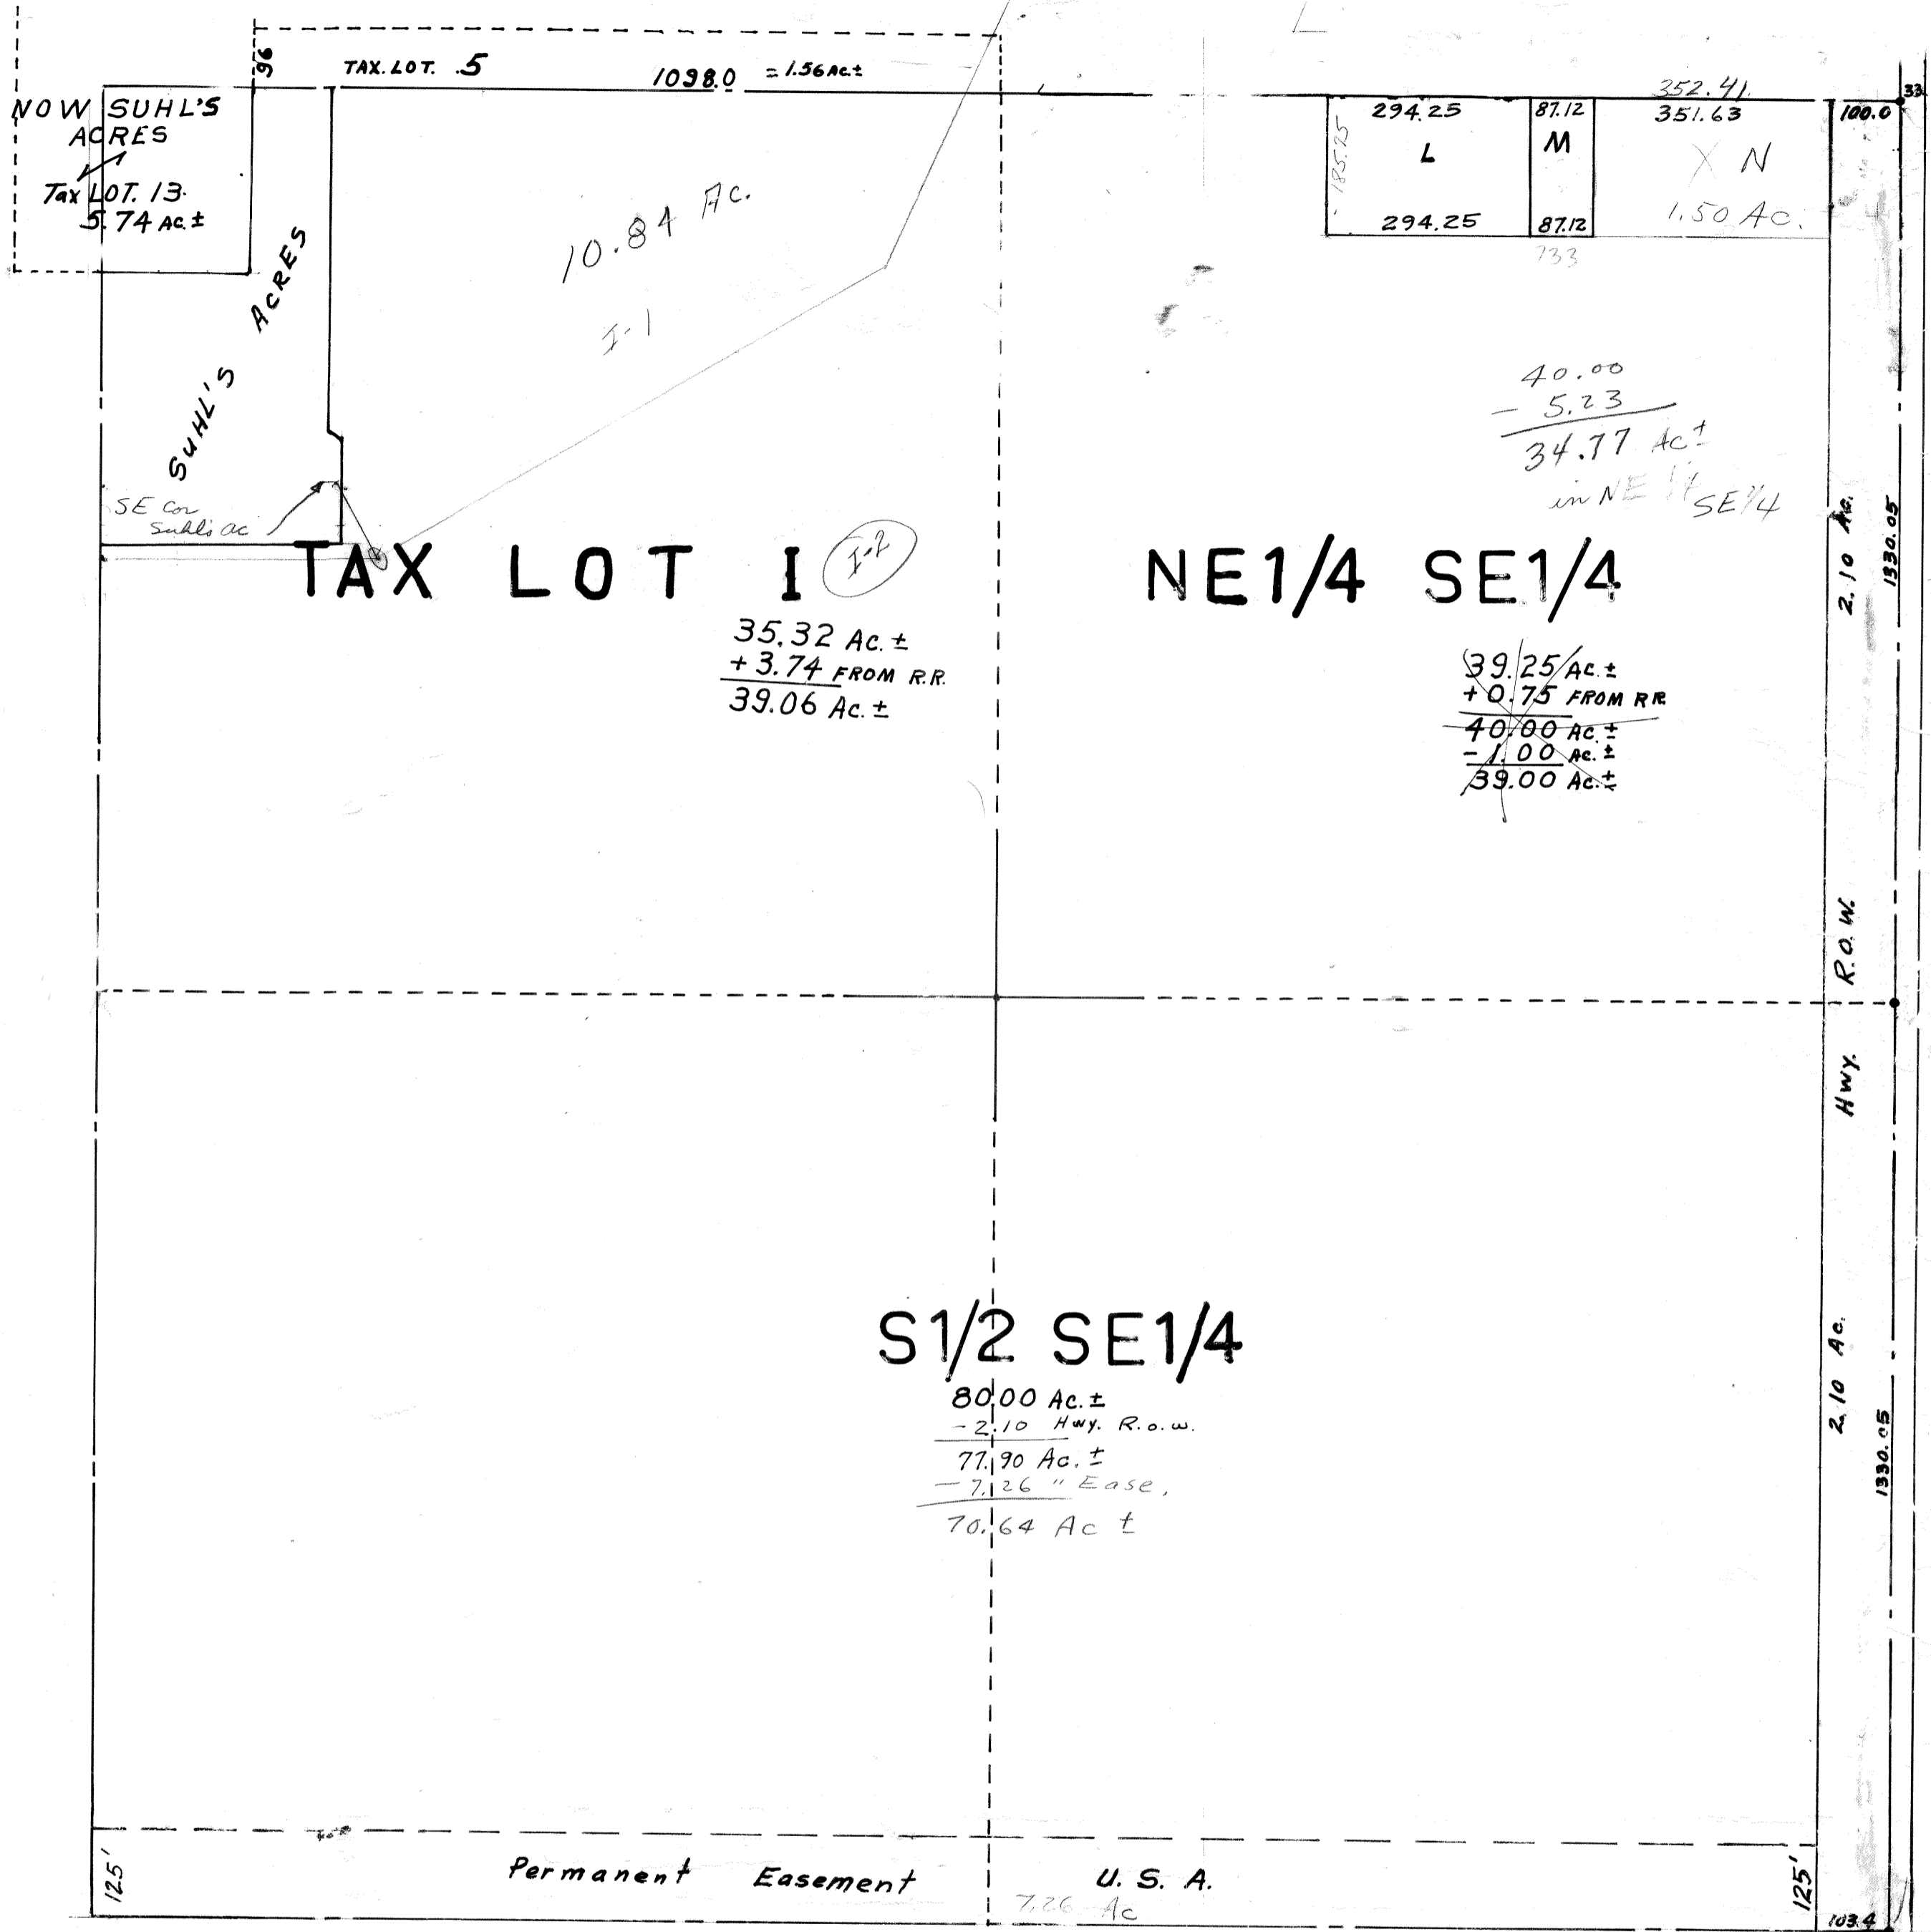 96
TAX. LOT. .5
1098.0 = 1.56 Ac.±
NOW SUHL'S
ACRES
Tax LOT. 13.
5.74 Ac. ±
SUHL'S ACRES
SE Cor
Suhl's ac
10.84 Ac.
I-1
352.41
33
294.25
87.12
351.63
100.0
185.25
L
M
X N
1.50 Ac.
294.25
87.12
733
40.00
- 5.23
34.77 Ac ±
in NE 1/4 SE 1/4
TAX LOT I
I-2
35.32 Ac. ±
+ 3.74 FROM R.R.
39.06 Ac. ±
NE1/4 SE1/4
39.25 Ac. ±
+ 0.75 FROM RR
40.00 Ac. ±
- 1.00 Ac. ±
39.00 Ac. ±
2.10 Ac.
1330.05
Hwy. R.O.W.
S1/2 SE1/4
80.00 Ac. ±
- 2.10 Hwy. R.o.w.
77.90 Ac. ±
- 7.26 " Ease.
70.64 Ac ±
2.10 Ac.
1330.05
125'
Permanent Easement U. S. A.
7.26 Ac
125'
103.4